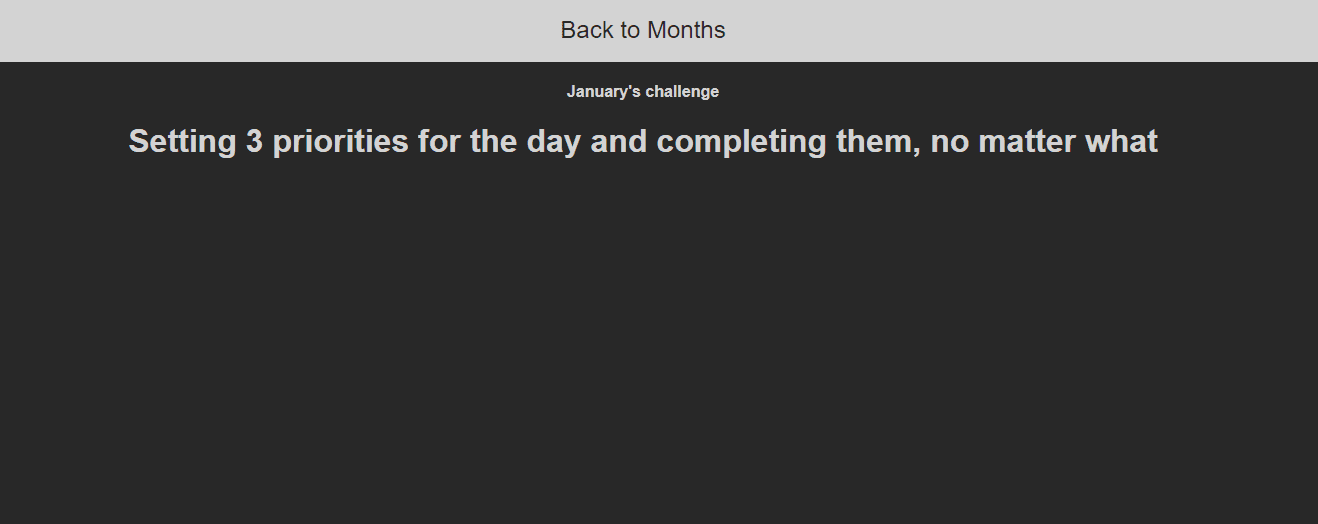 Back to Months
January's challenge
Setting 3 priorities for the day and completing them, no matter what